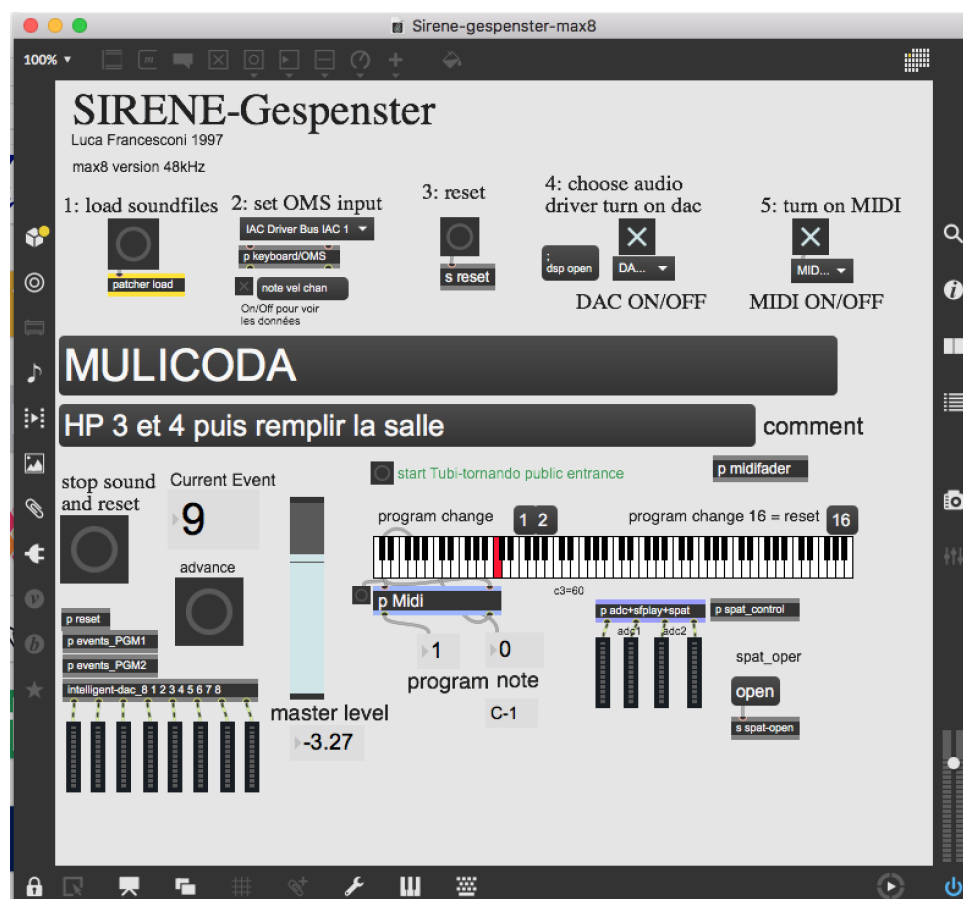 Sirene-gespenster-max8
100%
SIRENE-Gespenster
Luca Francesconi 1997
max8 version 48kHz
1: load soundfiles
patcher load
2: set OMS input
IAC Driver Bus IAC 1
p keyboard/OMS
note vel chan
On/Off pour voir
les données
3: reset
s reset
4: choose audio
driver turn on dac
;
dsp open
DA...
DAC ON/OFF
5: turn on MIDI
MID...
MIDI ON/OFF
MULICODA
HP 3 et 4 puis remplir la salle
comment
stop sound
and reset
Current Event
9
advance
start Tubi-tornando public entrance
p midifader
program change
1 2
program change 16 = reset
16
c3=60
p Midi
1
0
program
note
C-1
p reset
p events_PGM1
p events_PGM2
intelligent-dac_8 1 2 3 4 5 6 7 8
master level
-3.27
p adc+sfplay+spat
adc1
adc2
p spat_control
spat_oper
open
s spat-open